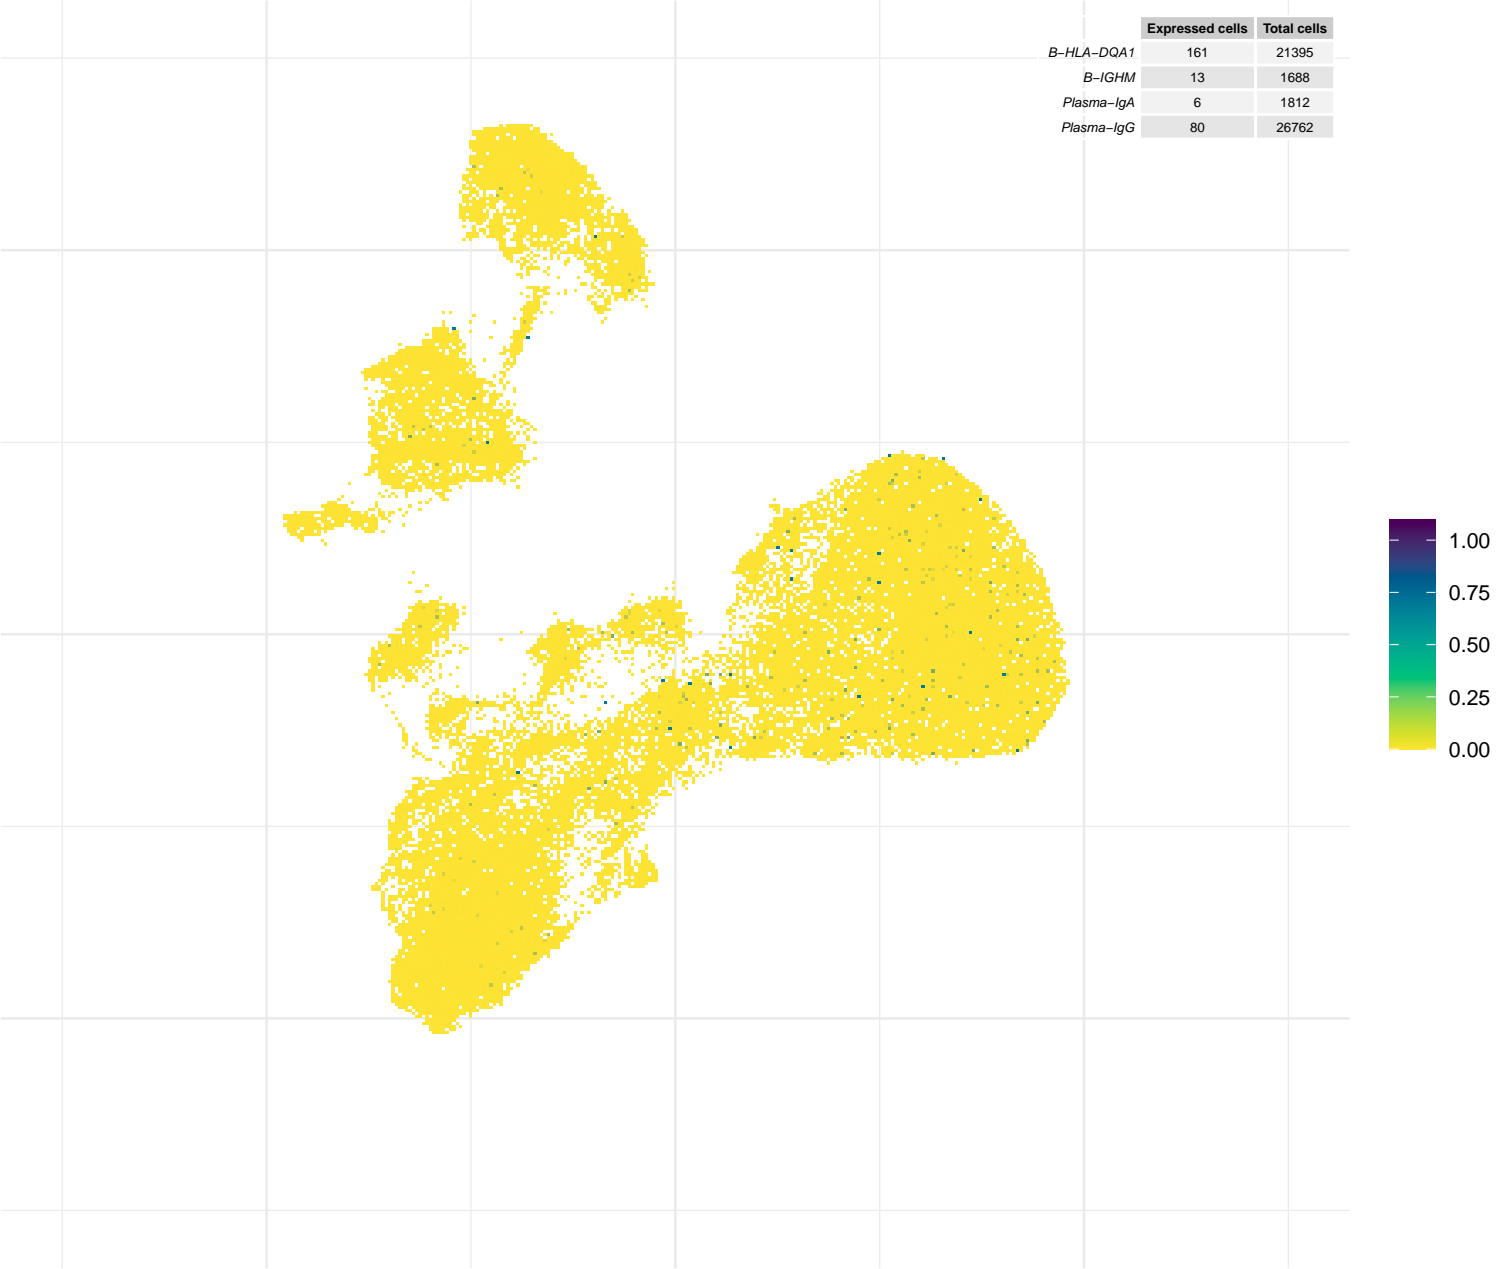 Expressed cells Total cells
B−HLA−DQA1 161 21395
B−IGHM 13 1688
Plasma−IgA 6 1812
Plasma−IgG 80 26762
1.00
0.75
0.50
0.25
0.00